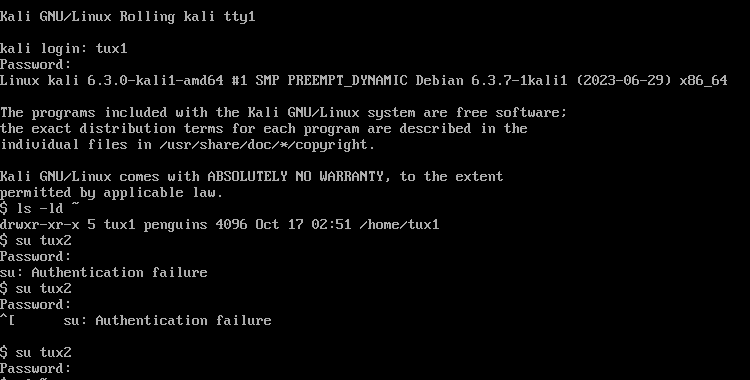 Kali GNU/Linux Rolling kali tty1
kali login: tux1
Password:
Linux kali 6.3.0-kali1-amd64 #1 SMP PREEMPT_DYNAMIC Debian 6.3.7-1kali1 (2023-06-29) x86_64
The programs included with the Kali GNU/Linux system are free software;
the exact distribution terms for each program are described in the
individual files in /usr/share/doc/*/copyright.
Kali GNU/Linux comes with ABSOLUTELY NO WARRANTY, to the extent
permitted by applicable law.
$ ls -ld ~
drwxr-xr-x 5 tux1 penguins 4096 Oct 17 02:51 /home/tux1
$ su tux2
Password:
su: Authentication failure
$ su tux2
Password:
^[ su: Authentication failure
$ su tux2
Password: